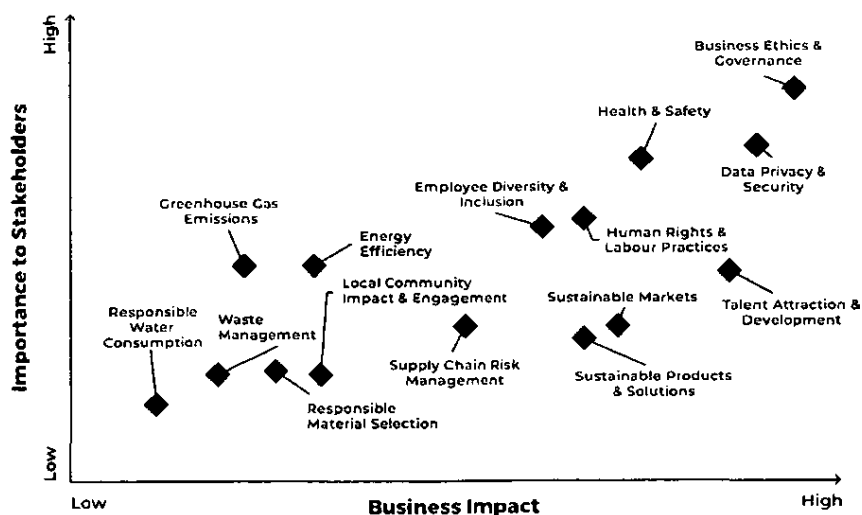 High
Business Ethics &
Governance
Health & Safety
Data Privacy &
Security
Employee Diversity &
Inclusion
Greenhouse Gas
Emissions
Human Rights &
Labour Practices
Energy
Efficiency
Importance to Stakeholders
Local Community
Impact & Engagement
Sustainable Markets
Talent Attraction &
Development
Responsible
Water
Consumption
Waste
Management
Supply Chain Risk
Management
Sustainable Products
& Solutions
Responsible
Material Selection
Low
Low
Business Impact
High